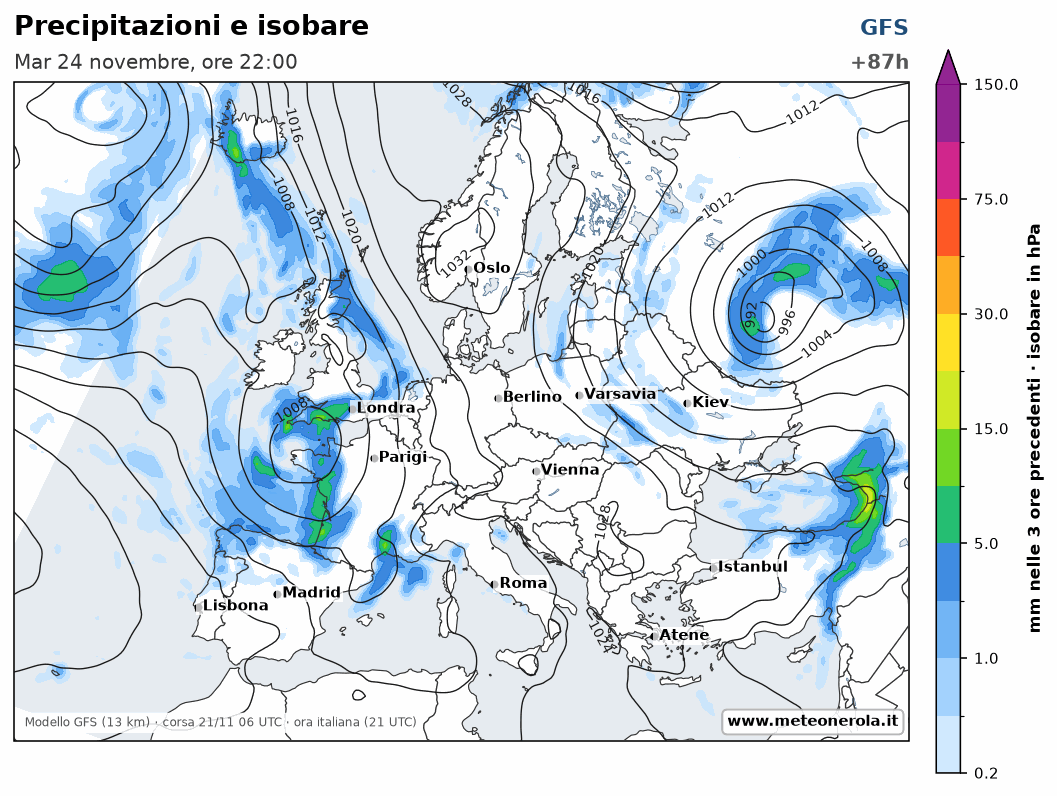 Precipitazioni e isobare
GFS
Mar 24 novembre, ore 22:00
+87h
1028
1016
1012
1016
1008
1012
1020
1012
1032
Oslo
1020
1000
1008
992
996
1004
1008
Londra
Berlino
Varsavia
Kiev
Parigi
Vienna
1028
Istanbul
Madrid
Roma
Lisbona
1024
Atene
Modello GFS (13 km) · corsa 21/11 06 UTC · ora italiana (21 UTC)
www.meteonerola.it
150.0
75.0
30.0
15.0
5.0
1.0
0.2
mm nelle 3 ore precedenti · isobare in hPa